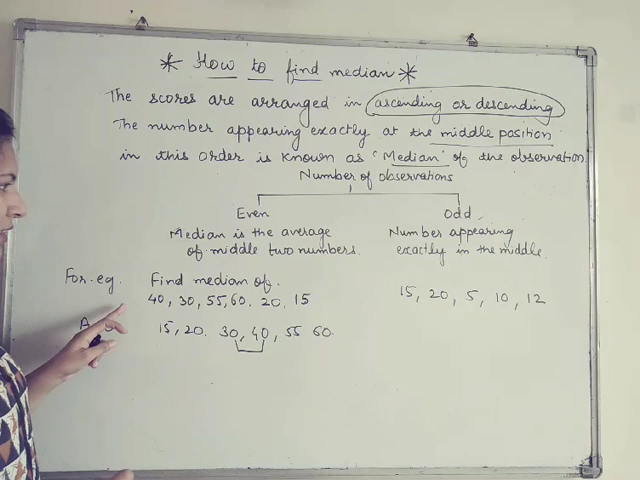 * How to find median *
The scores are arranged in ascending or descending
The number appearing exactly at the middle position
in this order is known as 'Median' of the observation
Number of observations
Even
Odd
Median is the average
of middle two numbers.
Number appearing
exactly in the middle.
For. eg. Find median of.
40, 30, 55, 60. 20. 15
15, 20, 5, 10, 12
15, 20. 30, 40, 55 60.